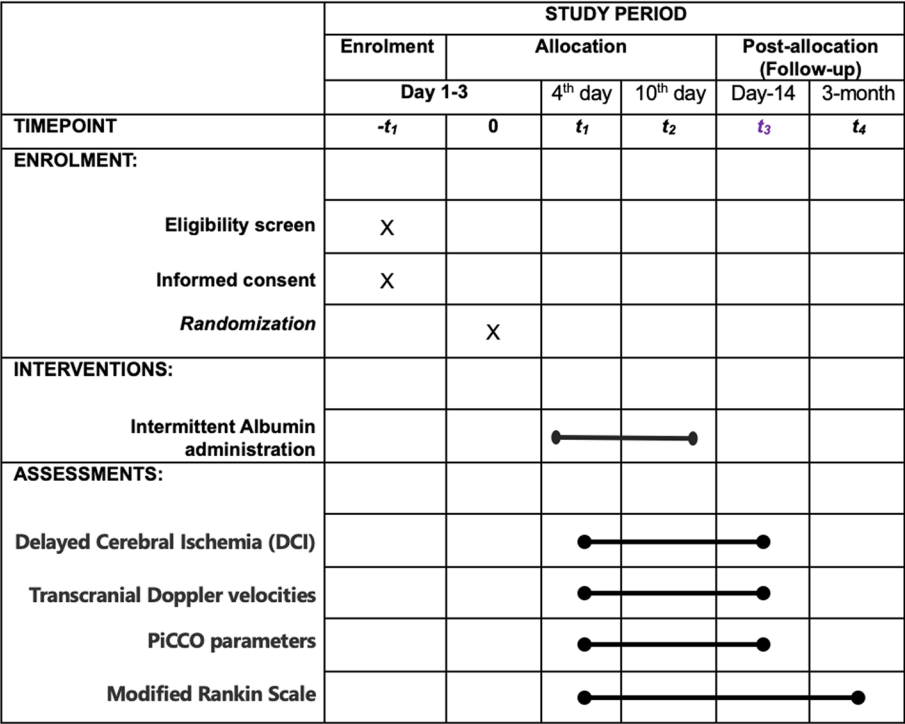 STUDY PERIOD
Enrolment Allocation Post-allocation
(Follow-up)
Day 1-3 4th day 10th day Day-14 3-month
TIMEPOINT -t1 0 t1 t2 t3 t4
ENROLMENT:
Eligibility screen X
Informed consent X
Randomization X
INTERVENTIONS:
Intermittent Albumin
administration
ASSESSMENTS:
Delayed Cerebral Ischemia (DCI)
Transcranial Doppler velocities
PiCCO parameters
Modified Rankin Scale